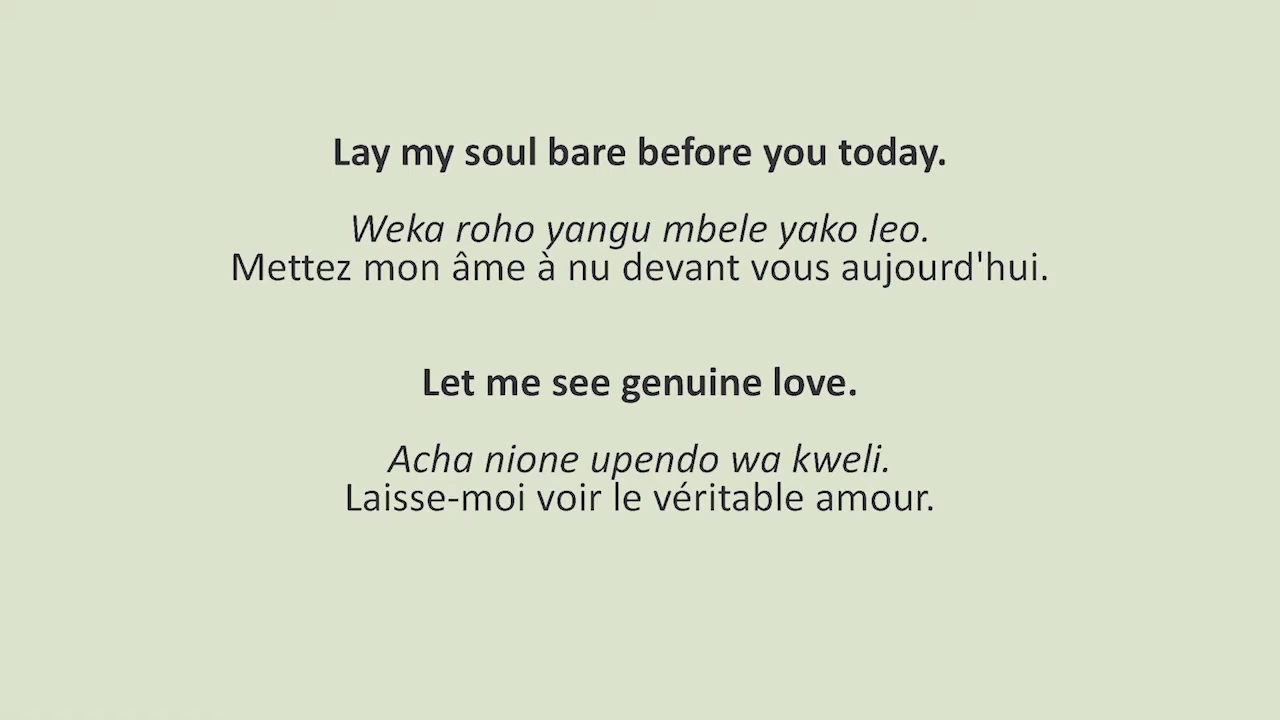 Lay my soul bare before you today.
Weka roho yangu mbele yako leo.
Mettez mon âme à nu devant vous aujourd'hui.
Let me see genuine love.
Acha nione upendo wa kweli.
Laisse-moi voir le véritable amour.